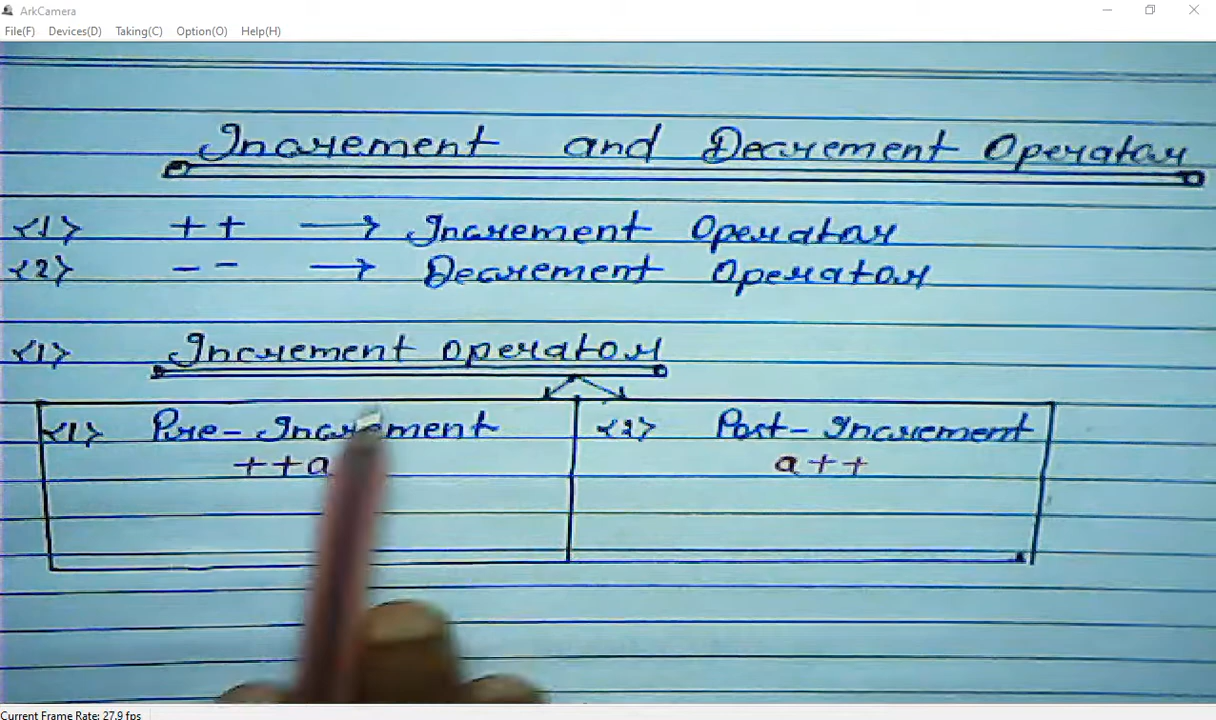 ArkCamera
File(F) Devices(D) Taking(C) Option(O) Help(H)
Increment and Decrement Operator
<1> ++ → Increment Operator
<2> -- → Decrement Operator
<1> Increment operator
<1> Pre-Increment <2> Post-Increment
++a a++
Current Frame Rate: 27.9 fps